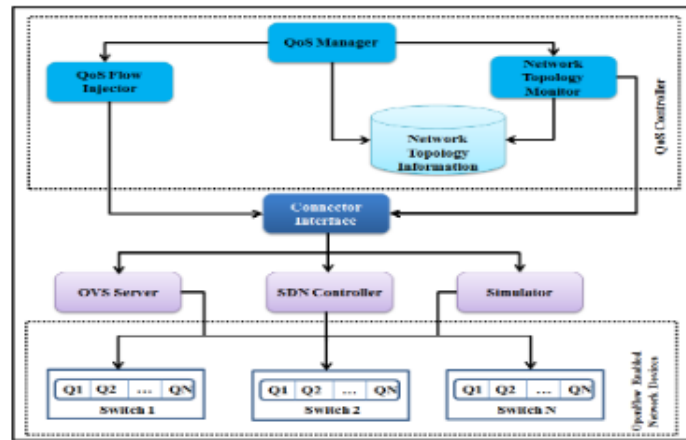 QoS Manager
QoS Flow
Injector
Network
Topology
Monitor
Network
Topology
Information
QoS Controller
Connector
Interface
OVS Server
SDN Controller
Simulator
Q1 Q2 ... QN
Switch 1
Q1 Q2 ... QN
Switch 2
Q1 Q2 ... QN
Switch N
OpenFlow Enabled
Network Devices